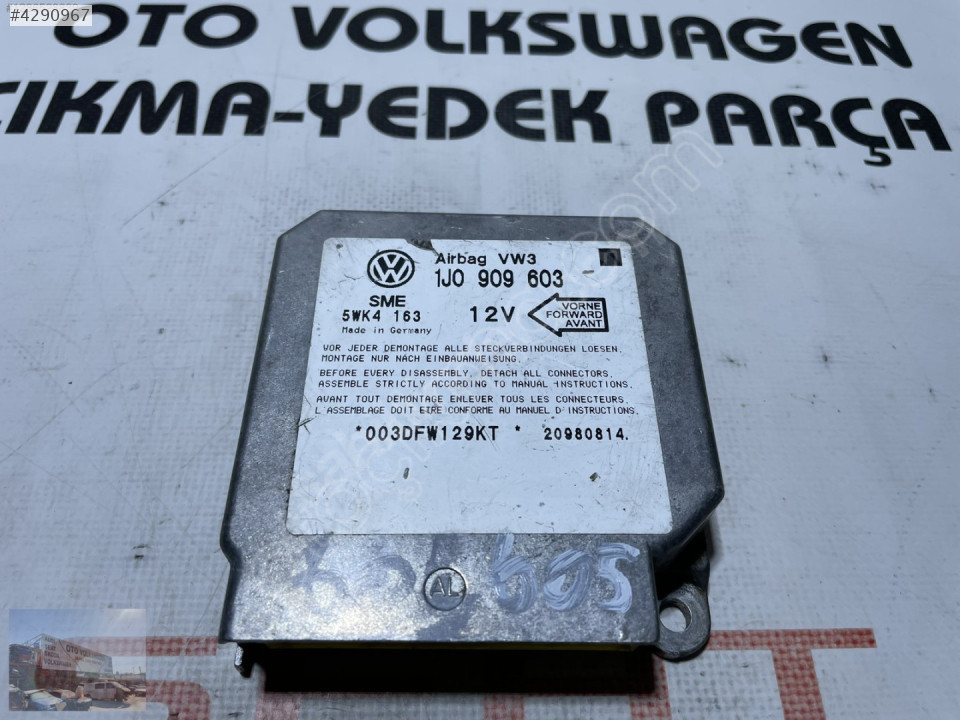 #4290967
OTO VOLKSWAGEN
ÇIKMA-YEDEK PARÇA
Airbag VW3
1J0 909 603
SME
5WK4 163
Made in Germany
12V
VORNE
FORWARD
AVANT
VOR JEDER DEMONTAGE ALLE STECKVERBINDUNGEN LOESEN.
MONTAGE NUR NACH EINBAUANWEISUNG.
BEFORE EVERY DISASSEMBLY, DETACH ALL CONNECTORS.
ASSEMBLE STRICTLY ACCORDING TO MANUAL INSTRUCTIONS.
AVANT TOUT DEMONTAGE ENLEVER TOUS LES CONNECTEURS.
L'ASSEMBLAGE DOIT ETRE CONFORME AU MANUEL D'INSTRUCTIONS.
*003DFW129KT * 20980814.
AL